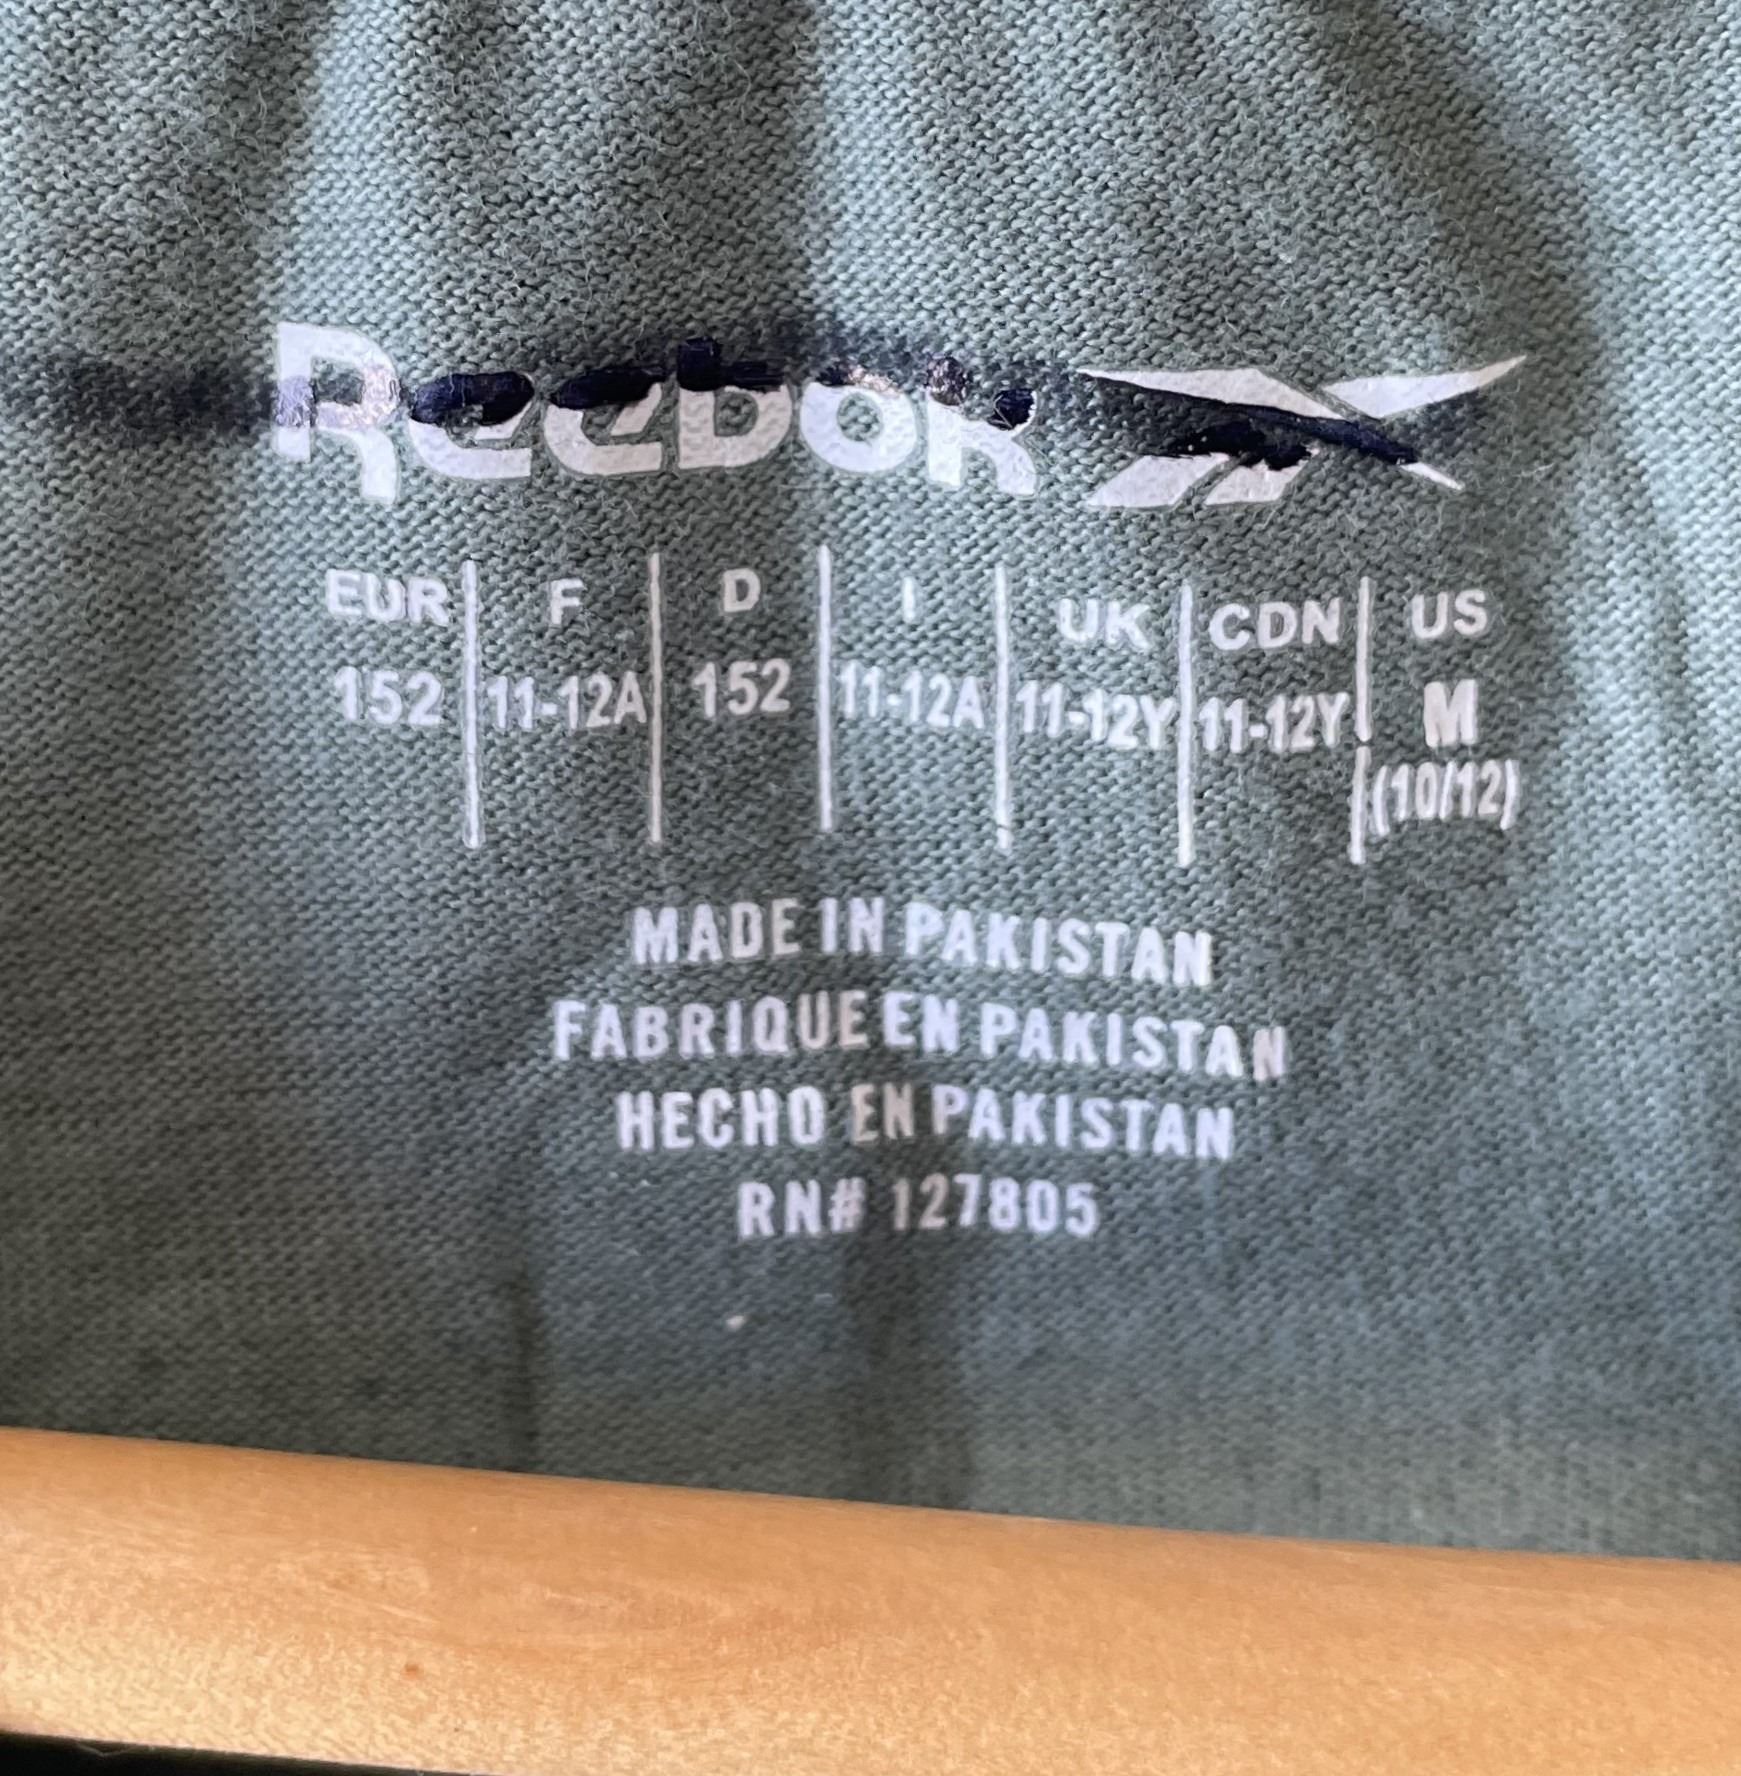 Reebok
EUR | F | D | I | UK | CDN | US
152 | 11-12A | 152 | 11-12A | 11-12Y | 11-12Y | M
(10/12)
MADE IN PAKISTAN
FABRIQUE EN PAKISTAN
HECHO EN PAKISTAN
RN# 127805